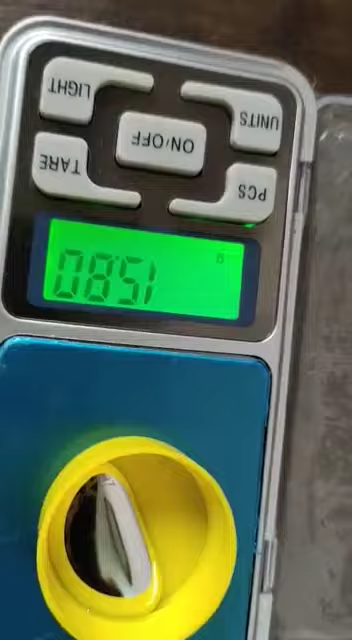 15.80
g
PCS
TARE
ON/OFF
UNITS
LIGHT